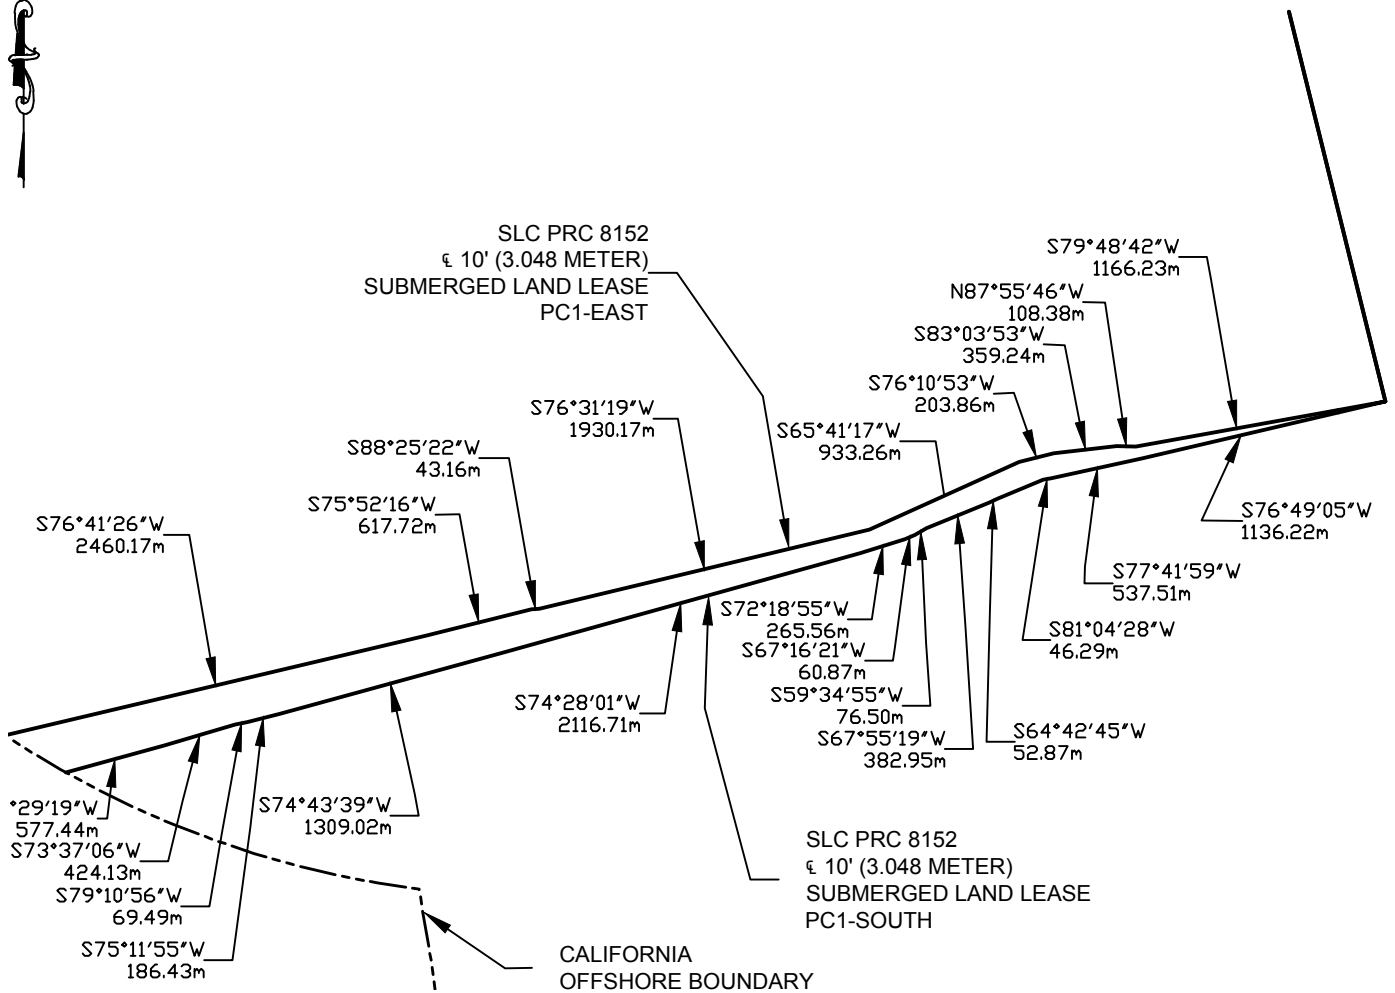 SLC PRC 8152
℄ 10' (3.048 METER)
SUBMERGED LAND LEASE
PC1-EAST
S79°48'42"W
1166.23m
N87°55'46"W
108.38m
S83°03'53"W
359.24m
S76°10'53"W
203.86m
S65°41'17"W
933.26m
S76°31'19"W
1930.17m
S88°25'22"W
43.16m
S75°52'16"W
617.72m
S76°41'26"W
2460.17m
S76°49'05"W
1136.22m
S77°41'59"W
537.51m
S81°04'28"W
46.29m
S64°42'45"W
52.87m
S72°18'55"W
265.56m
S67°16'21"W
60.87m
S59°34'55"W
76.50m
S67°55'19"W
382.95m
S74°28'01"W
2116.71m
S74°43'39"W
1309.02m
°29'19"W
577.44m
S73°37'06"W
424.13m
S79°10'56"W
69.49m
S75°11'55"W
186.43m
SLC PRC 8152
℄ 10' (3.048 METER)
SUBMERGED LAND LEASE
PC1-SOUTH
CALIFORNIA
OFFSHORE BOUNDARY